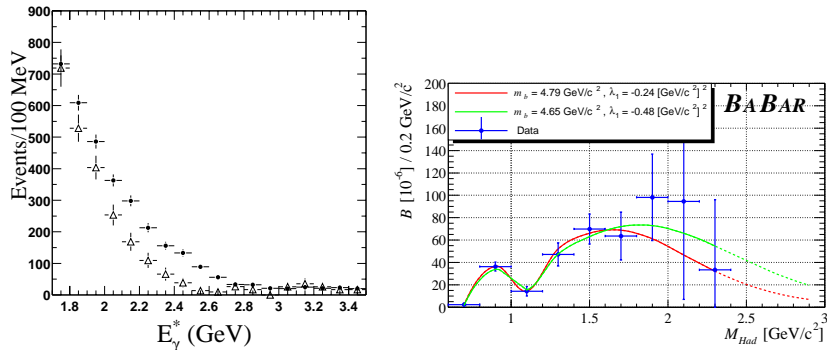 900
800
700
600
500
400
300
200
100
0
1.8 2 2.2 2.4 2.6 2.8 3 3.2 3.4
Events/100 MeV
E*γ (GeV)
200
180
160
140
120
100
80
60
40
20
0
1 1.5 2 2.5 3
B [10⁻⁶] / 0.2 GeV/c²
m_b = 4.79 GeV/c², λ₁ = -0.24 [GeV/c²]²
m_b = 4.65 GeV/c², λ₁ = -0.48 [GeV/c²]²
Data
BABAR
M_Had [GeV/c²]